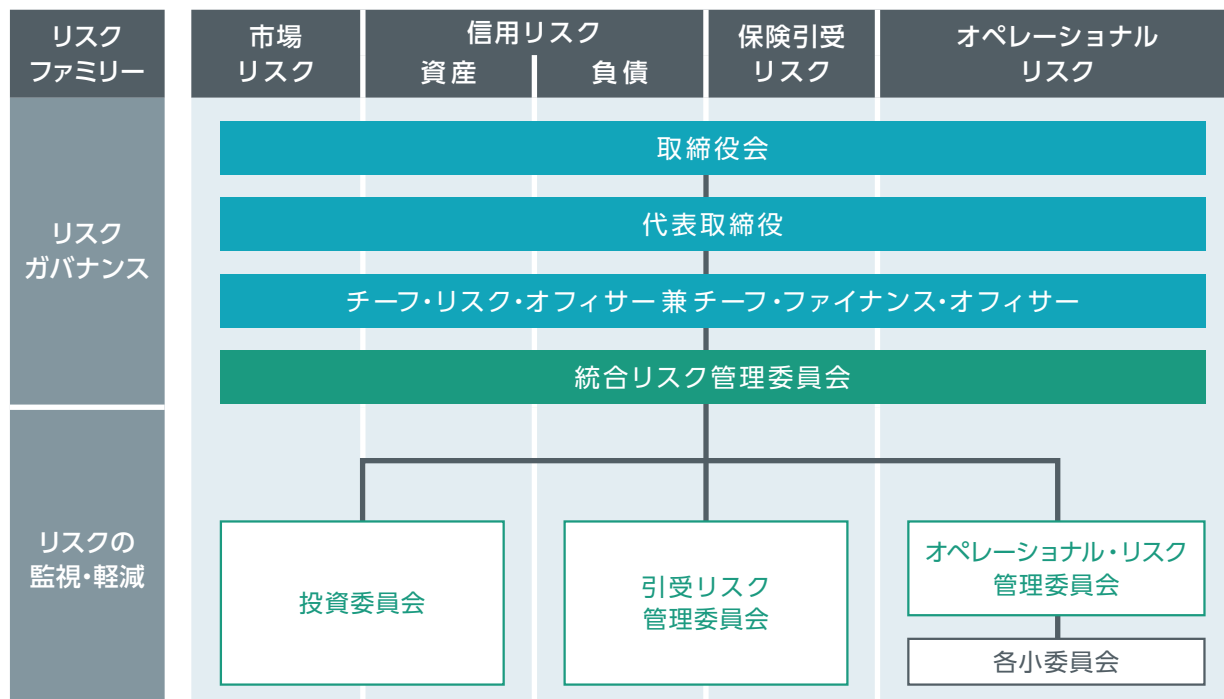 リスク
ファミリー
市場
リスク
信用リスク
資産
負債
保険引受
リスク
オペレーショナル
リスク
リスク
ガバナンス
取締役会
代表取締役
チーフ・リスク・オフィサー 兼 チーフ・ファイナンス・オフィサー
統合リスク管理委員会
リスクの
監視・軽減
投資委員会
引受リスク
管理委員会
オペレーショナル・リスク
管理委員会
各小委員会